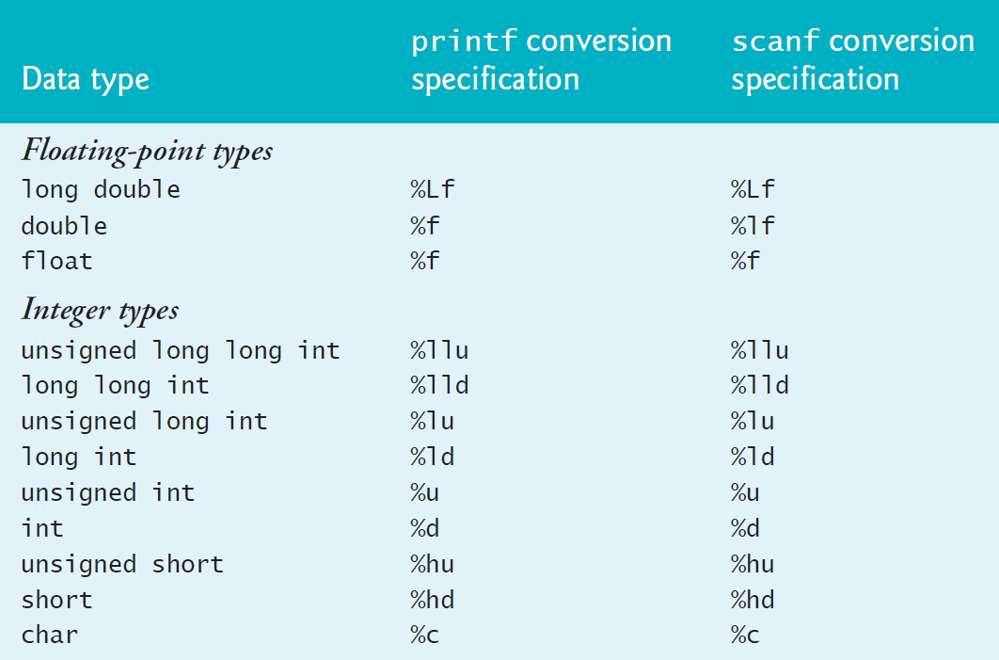 Data type printf conversion specification scanf conversion specification
Floating-point types
long double %Lf %Lf
double %f %lf
float %f %f
Integer types
unsigned long long int %llu %llu
long long int %lld %lld
unsigned long int %lu %lu
long int %ld %ld
unsigned int %u %u
int %d %d
unsigned short %hu %hu
short %hd %hd
char %c %c